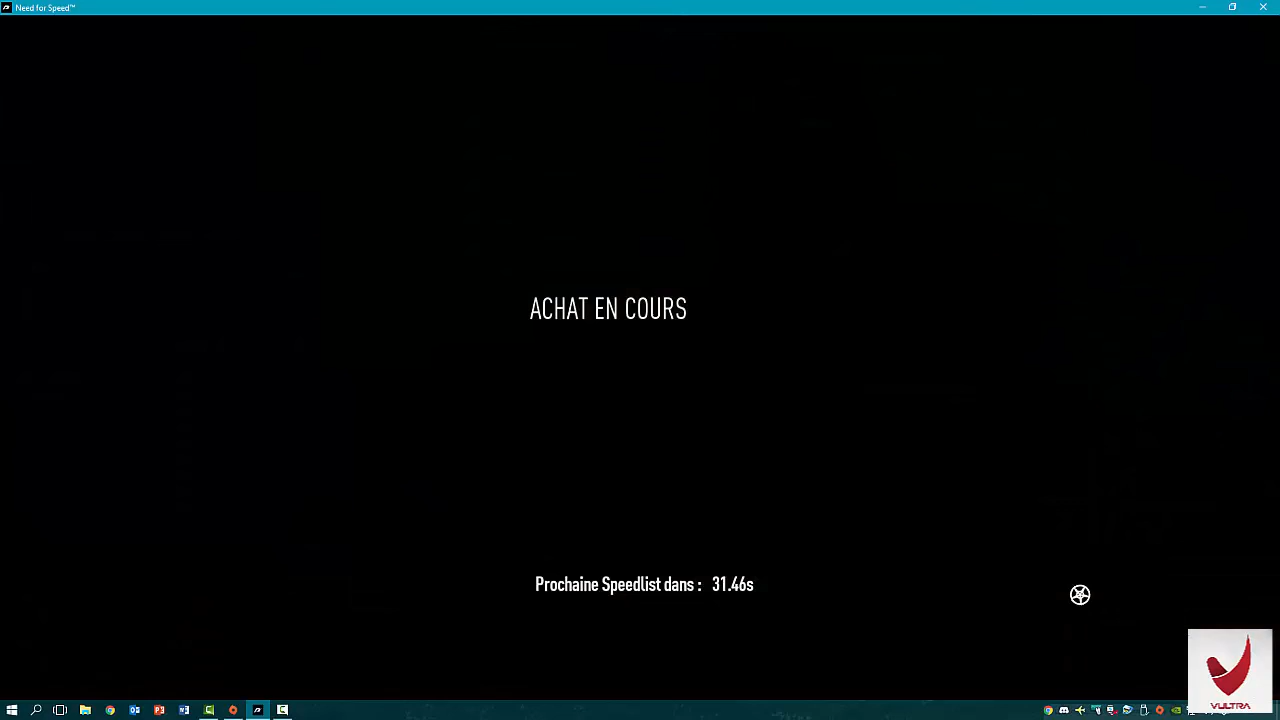 Need for Speed™
ACHAT EN COURS
Prochaine Speedlist dans : 31.46s
VULTRA